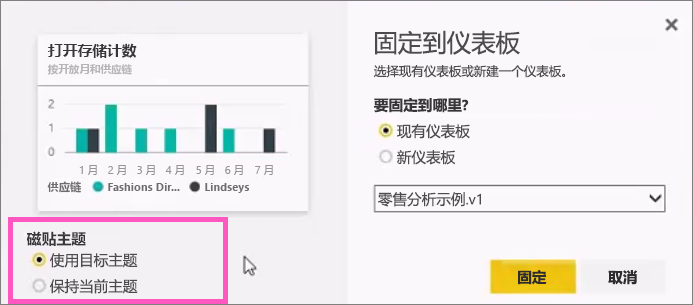 打开存储计数
按开放月和供应链
2
1
0
1 月 2 月 3 月 4 月 5 月 6 月 7 月
供应链 Fashions Dir... Lindseys
磁贴主题
使用目标主题
保持当前主题
固定到仪表板
选择现有仪表板或新建一个仪表板。
要固定到哪里?
现有仪表板
新仪表板
零售分析示例.v1
固定 取消